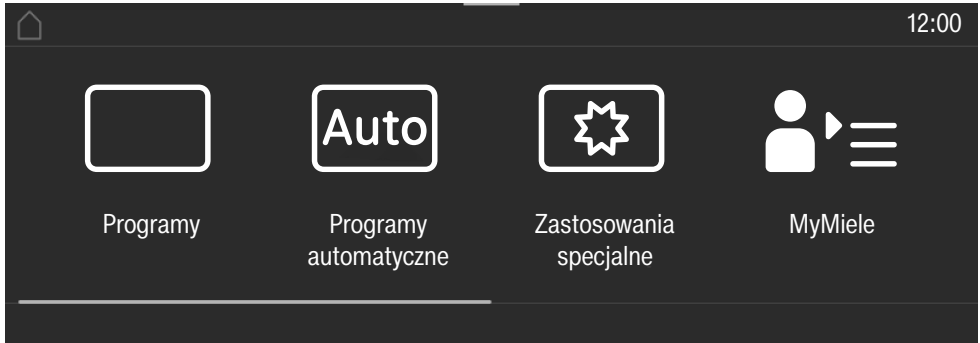 12:00
Auto
Programy
Programy
automatyczne
Zastosowania
specjalne
MyMiele